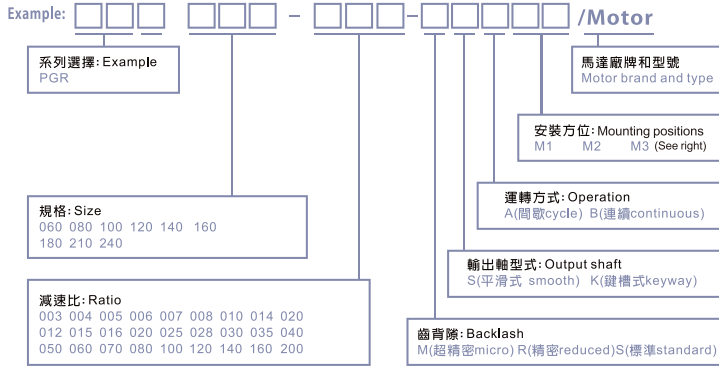 Example: □□□ □□□ - □□□-□□□□□ /Motor
系列選擇: Example
PGR
馬達廠牌和型號
Motor brand and type
安裝方位: Mounting positions
M1 M2 M3 (See right)
運轉方式: Operation
A(間歇cycle) B(連續continuous)
規格: Size
060 080 100 120 140 160
180 210 240
輸出軸型式: Output shaft
S(平滑式 smooth) K(鍵槽式keyway)
減速比: Ratio
003 004 005 006 007 008 010 014 020
012 015 016 020 025 028 030 035 040
050 060 070 080 100 120 140 160 200
齒背隙: Backlash
M(超精密micro) R(精密reduced)S(標準standard)